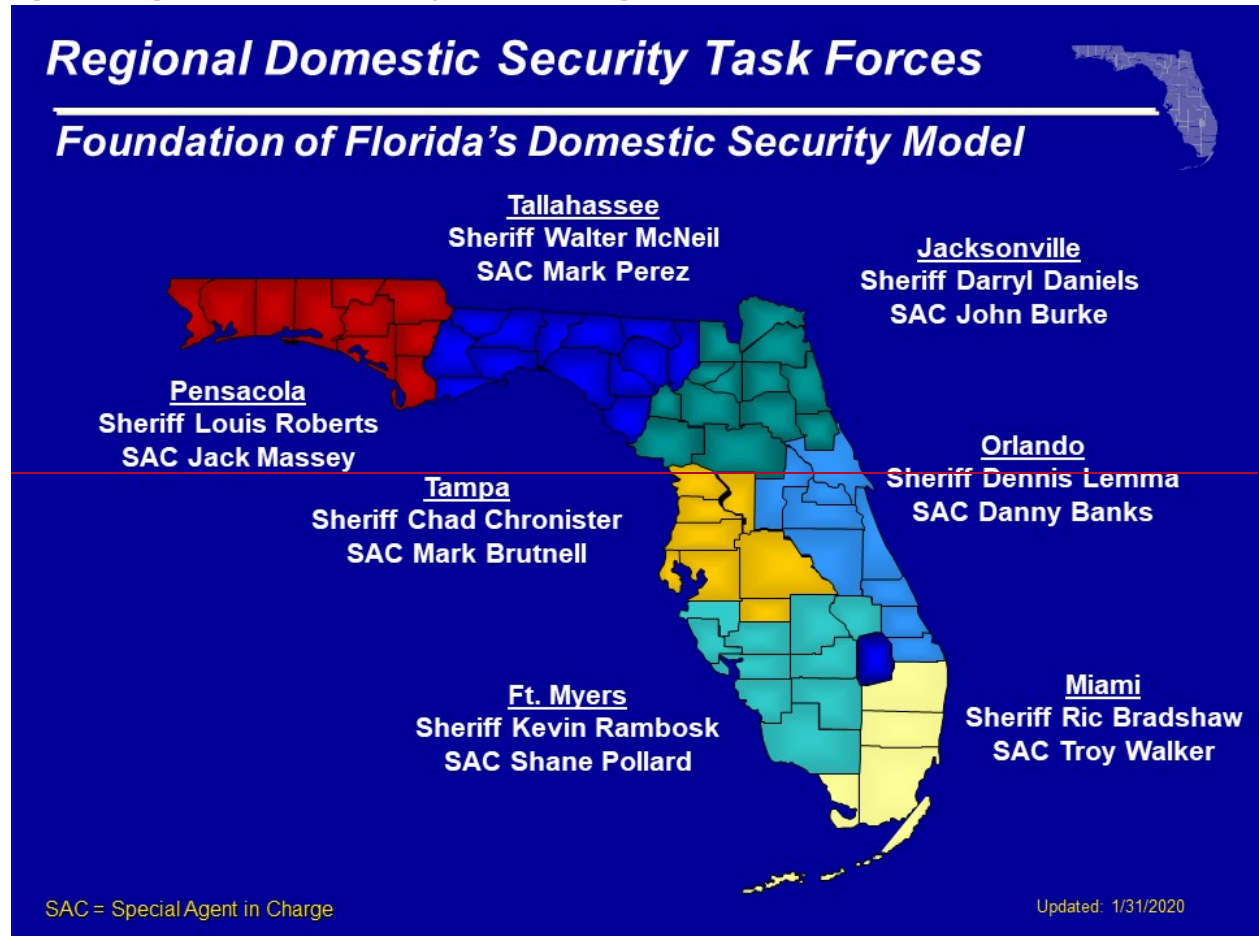 Regional Domestic Security Task Forces
Foundation of Florida's Domestic Security Model
Tallahassee
Sheriff Walter McNeil
SAC Mark Perez
Jacksonville
Sheriff Darryl Daniels
SAC John Burke
Pensacola
Sheriff Louis Roberts
SAC Jack Massey
Orlando
Sheriff Dennis Lemma
SAC Danny Banks
Tampa
Sheriff Chad Chronister
SAC Mark Brutnell
Ft. Myers
Sheriff Kevin Rambosk
SAC Shane Pollard
Miami
Sheriff Ric Bradshaw
SAC Troy Walker
SAC = Special Agent in Charge
Updated: 1/31/2020